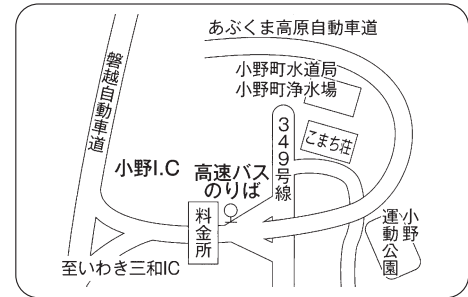 あぶくま高原自動車道
小野町水道局
小野町浄水場
磐越自動車道
349号線
こまち荘
小野I.C
高速バス
のりば
料金所
小野
運動公園
至いわき三和IC